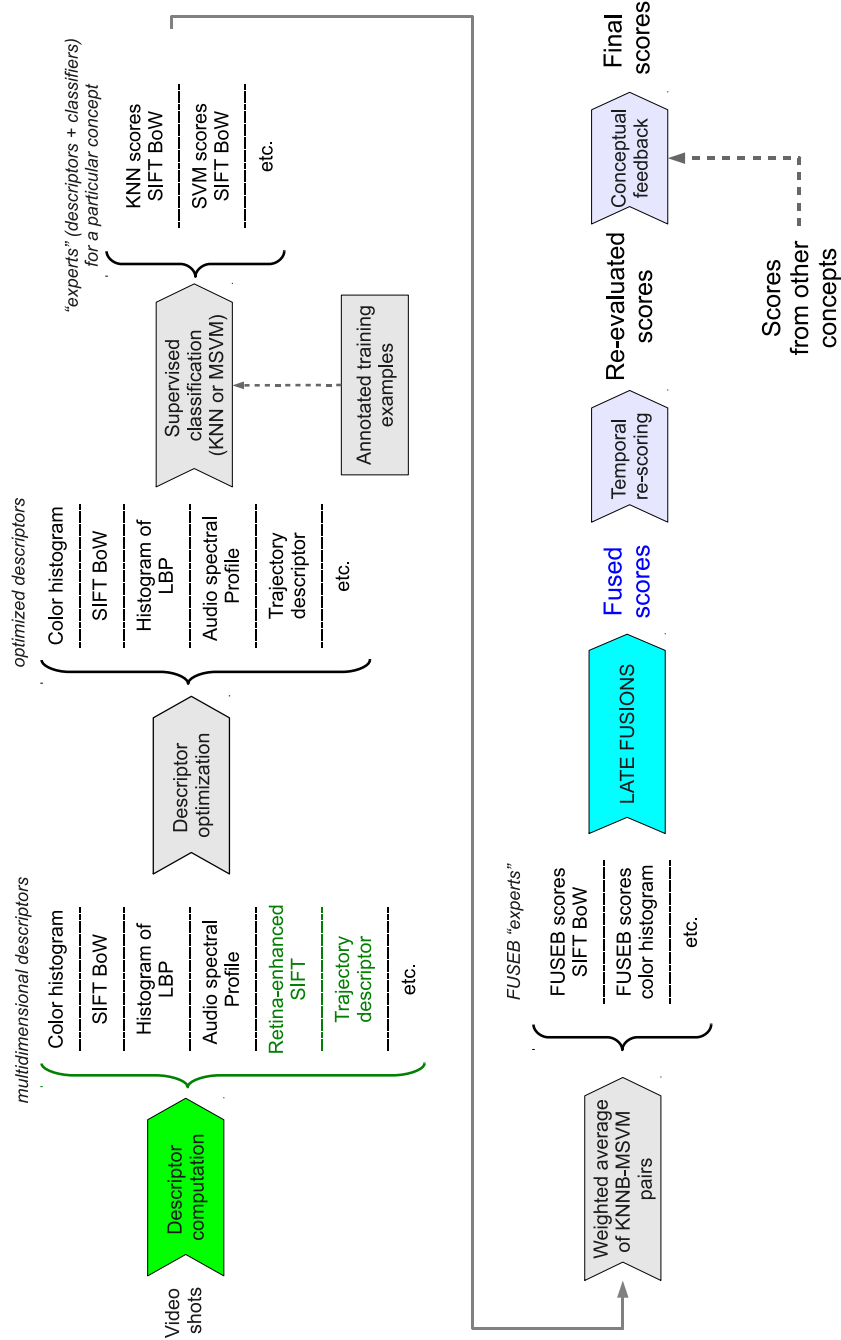 Video
shots
Descriptor
computation
multidimensional descriptors
Color histogram
SIFT BoW
Histogram of
LBP
Audio spectral
Profile
Retina-enhanced
SIFT
Trajectory
descriptor
etc.
Descriptor
optimization
optimized descriptors
Color histogram
SIFT BoW
Histogram of
LBP
Audio spectral
Profile
Trajectory
descriptor
etc.
Supervised
classification
(KNN or MSVM)
Annotated training
examples
"experts” (descriptors + classifiers)
for a particular concept
KNN scores
SIFT BoW
SVM scores
SIFT BoW
etc.
Weighted average
of KNNB-MSVM
pairs
FUSEB “experts”
FUSEB scores
SIFT BoW
FUSEB scores
color histogram
etc.
LATE FUSIONS
Fused
scores
Temporal
re-scoring
Re-evaluated
scores
Conceptual
feedback
Scores
from other
concepts
Final
scores